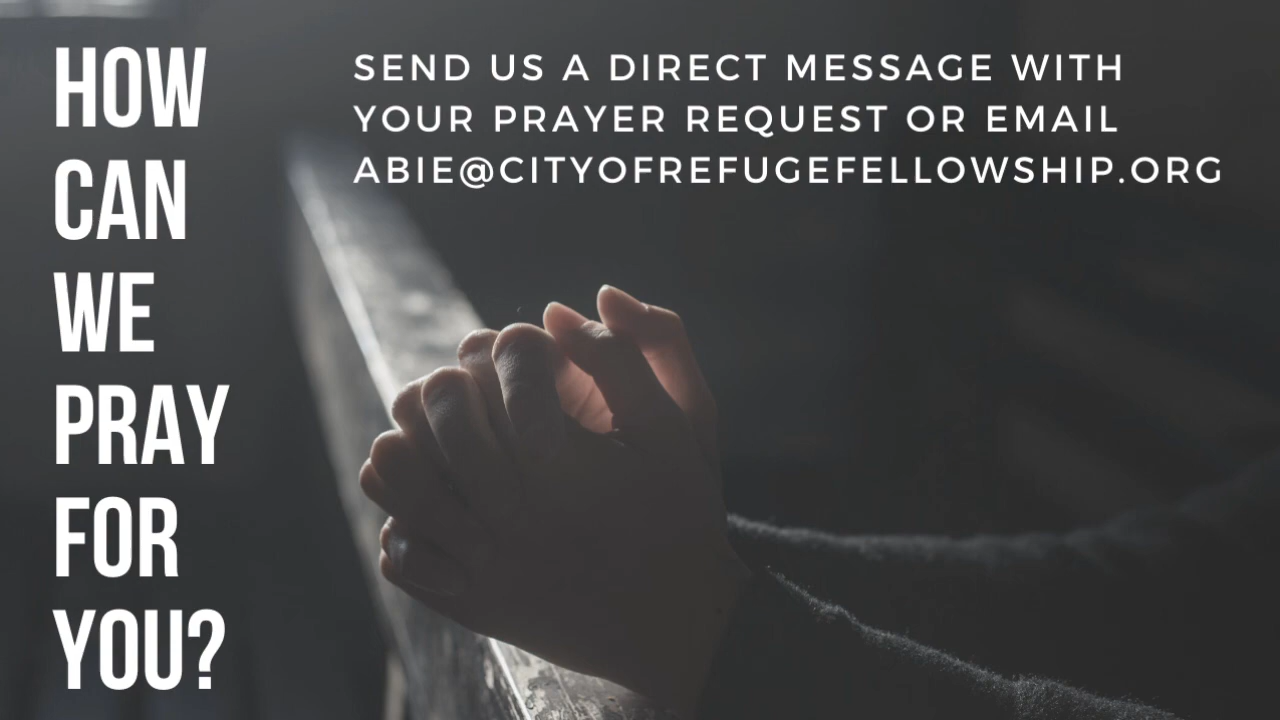 HOW
CAN
WE
PRAY
FOR
YOU?
SEND US A DIRECT MESSAGE WITH
YOUR PRAYER REQUEST OR EMAIL
ABIE@CITYOFREFUGEFELLOWSHIP.ORG